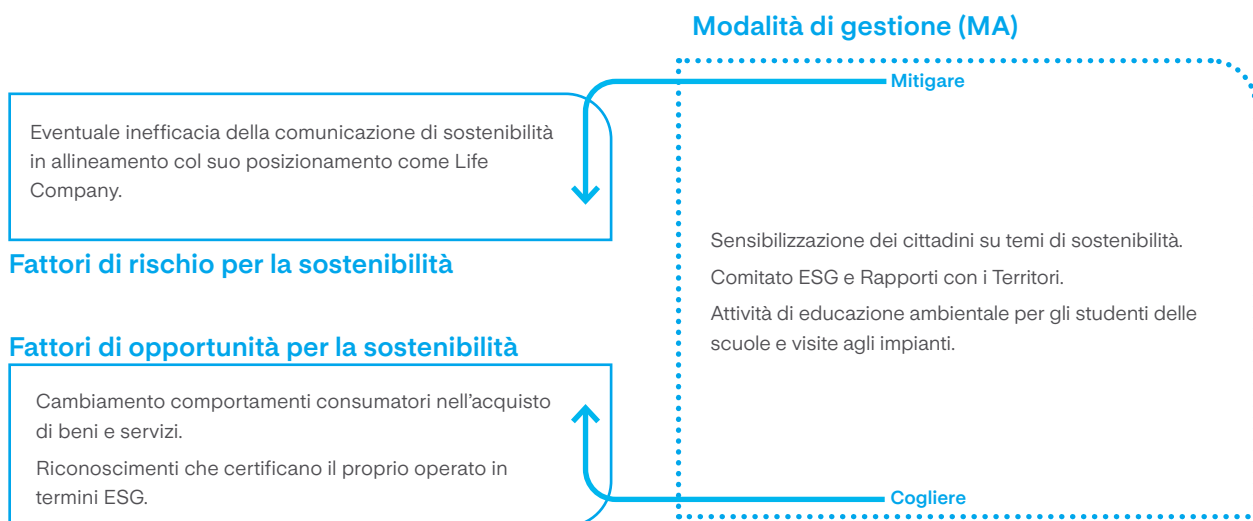 Modalità di gestione (MA)
Mitigare
Eventuale inefficacia della comunicazione di sostenibilità
in allineamento col suo posizionamento come Life
Company.
Fattori di rischio per la sostenibilità
Sensibilizzazione dei cittadini su temi di sostenibilità.
Comitato ESG e Rapporti con i Territori.
Attività di educazione ambientale per gli studenti delle
scuole e visite agli impianti.
Fattori di opportunità per la sostenibilità
Cambiamento comportamenti consumatori nell’acquisto
di beni e servizi.
Riconoscimenti che certificano il proprio operato in
termini ESG.
Cogliere